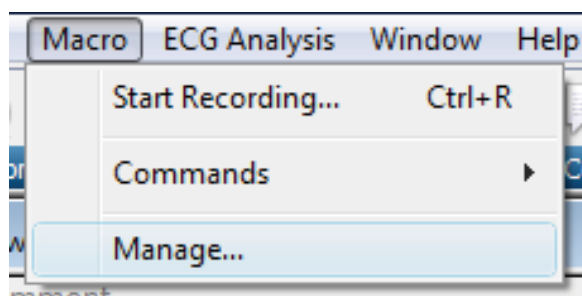 Macro ECG Analysis Window Help
Start Recording... Ctrl+R
Commands
Manage...